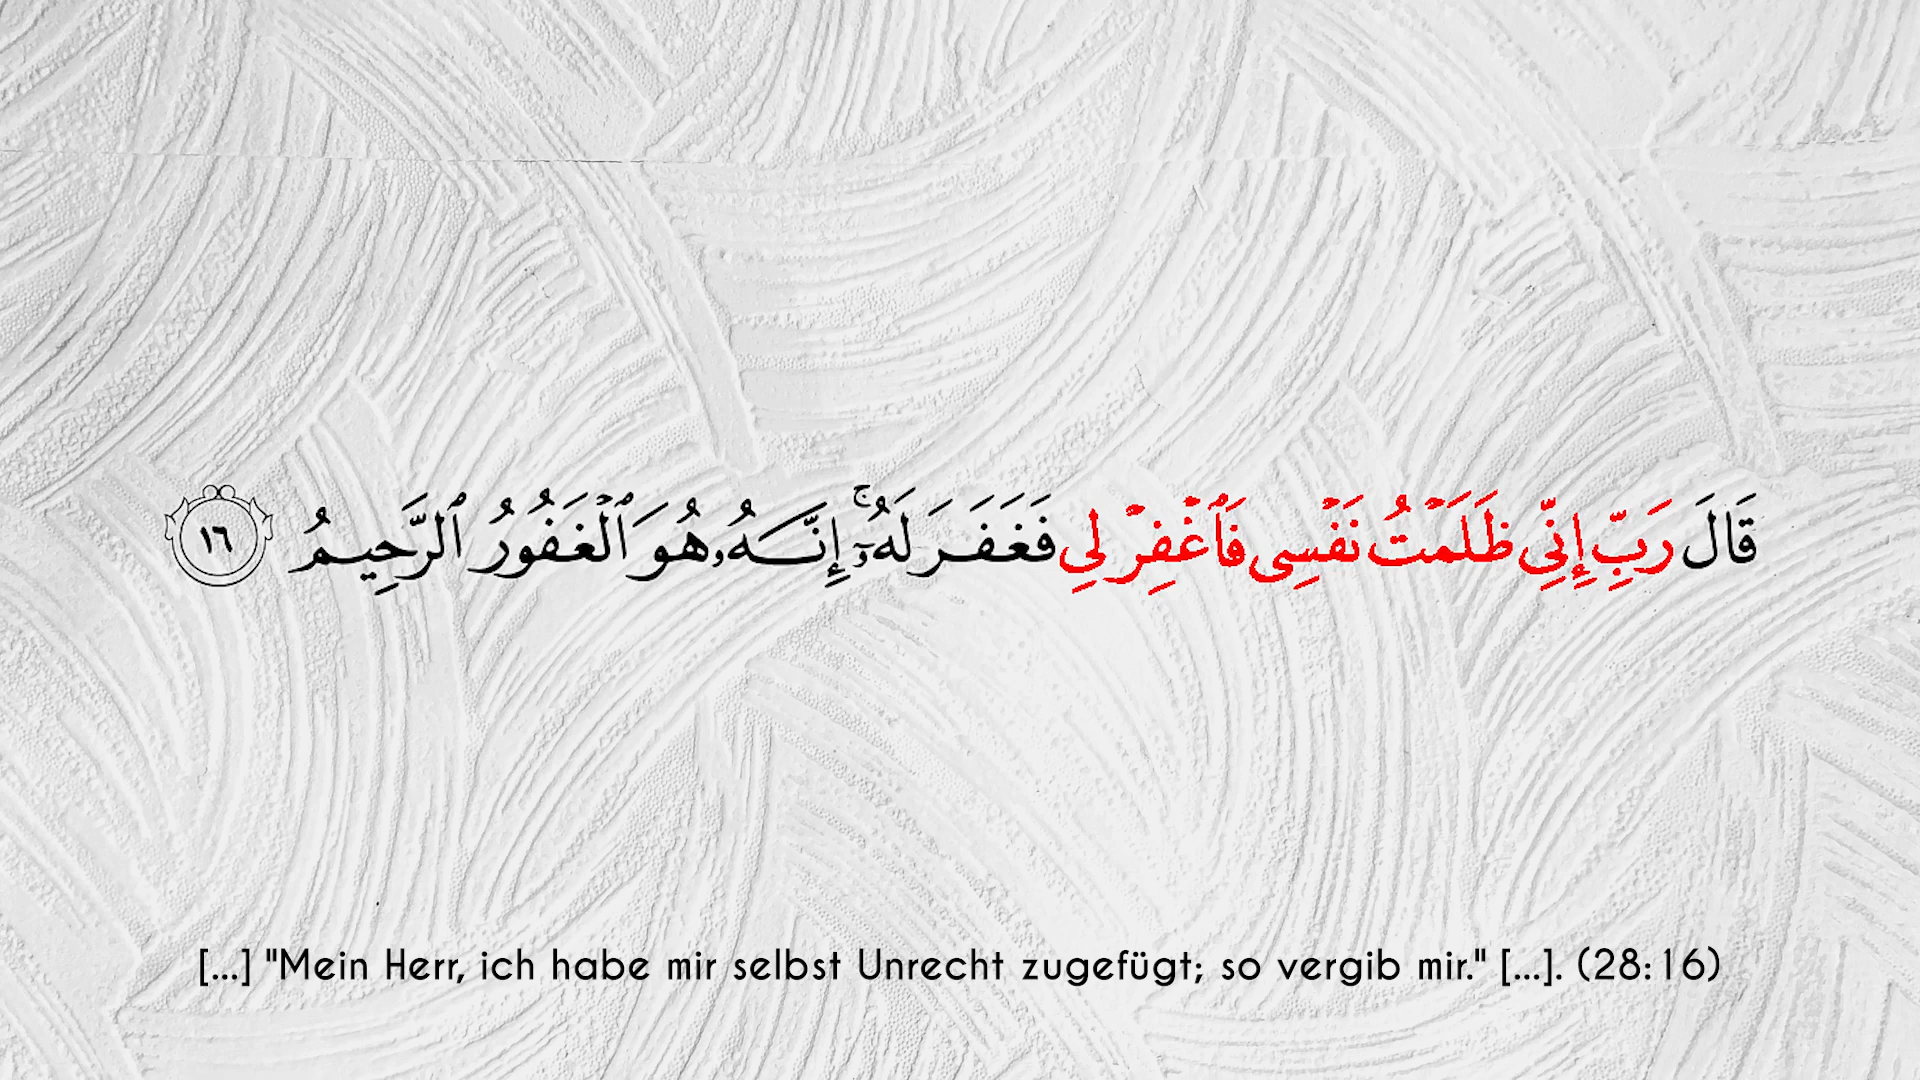 قَالَ رَبِّ إِنِّى ظَلَمْتُ نَفْسِى فَٱغْفِرْ لِى فَغَفَرَ لَهُۥٓ ۚ إِنَّهُۥ هُوَ ٱلْغَفُورُ ٱلرَّحِيمُ ١٦
[...] "Mein Herr, ich habe mir selbst Unrecht zugefügt; so vergib mir." [...]. (28:16)